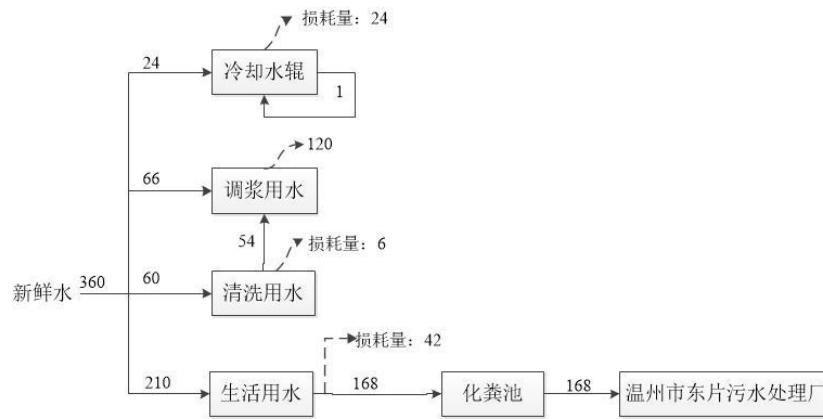 损耗量：24
24
冷却水辊
1
120
66
调浆用水
54
损耗量：6
新鲜水
360
60
清洗用水
损耗量：42
210
生活用水
168
化粪池
168
温州市东片污水处理厂